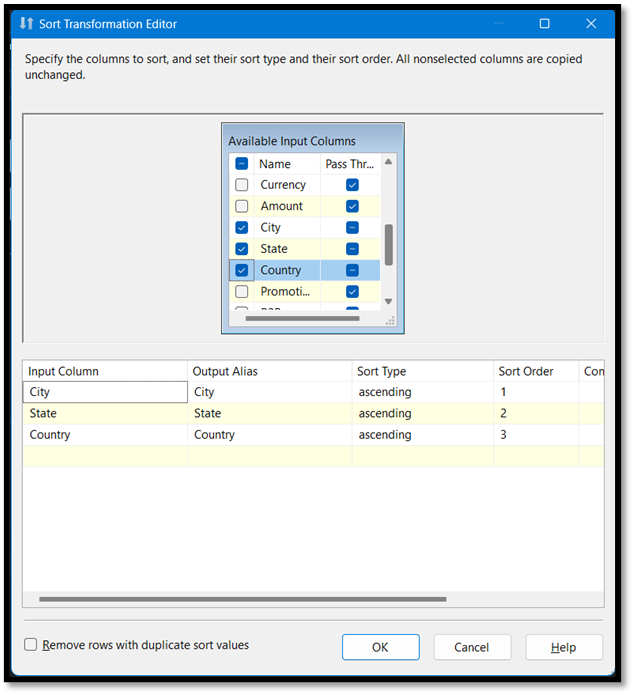 Sort Transformation Editor
Specify the columns to sort, and set their sort type and their sort order. All nonselected columns are copied
unchanged.
Available Input Columns
Name Pass Thr...
Currency
Amount
City
State
Country
Promoti...
Input Column Output Alias Sort Type Sort Order Con
City City ascending 1
State State ascending 2
Country Country ascending 3
Remove rows with duplicate sort values
OK Cancel Help